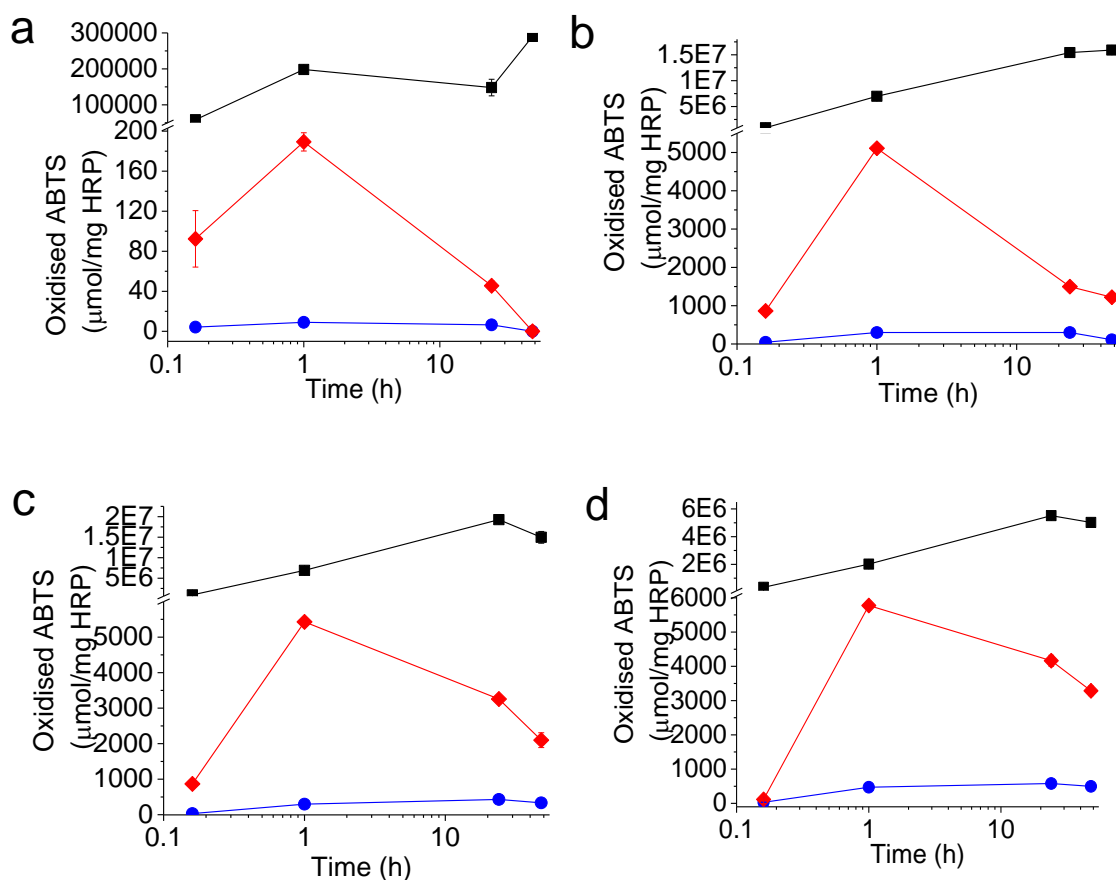 a
300000
200000
100000
200
160
120
80
40
0
Oxidised ABTS
(μmol/mg HRP)
0.1 1 10
Time (h)
b
1.5E7
1E7
5E6
5000
4000
3000
2000
1000
0
Oxidised ABTS
(μmol/mg HRP)
0.1 1 10
Time (h)
c
2E7
1.5E7
1E7
5E6
5000
4000
3000
2000
1000
0
Oxidised ABTS
(μmol/mg HRP)
0.1 1 10
Time (h)
d
6E6
4E6
2E6
6000
5000
4000
3000
2000
1000
0
Oxidised ABTS
(μmol/mg HRP)
0.1 1 10
Time (h)